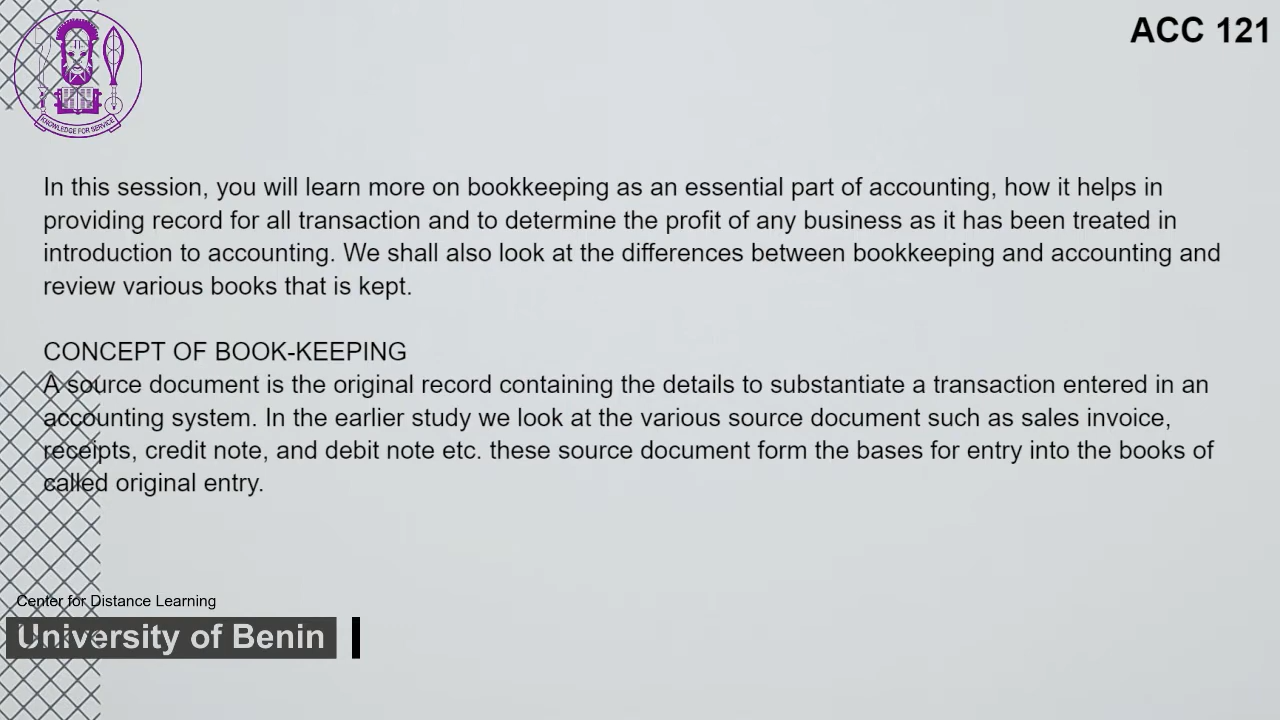 ACC 121
KNOWLEDGE FOR SERVICE
In this session, you will learn more on bookkeeping as an essential part of accounting, how it helps in
providing record for all transaction and to determine the profit of any business as it has been treated in
introduction to accounting. We shall also look at the differences between bookkeeping and accounting and
review various books that is kept.
CONCEPT OF BOOK-KEEPING
A source document is the original record containing the details to substantiate a transaction entered in an
accounting system. In the earlier study we look at the various source document such as sales invoice,
receipts, credit note, and debit note etc. these source document form the bases for entry into the books of
called original entry.
Center for Distance Learning
University of Benin